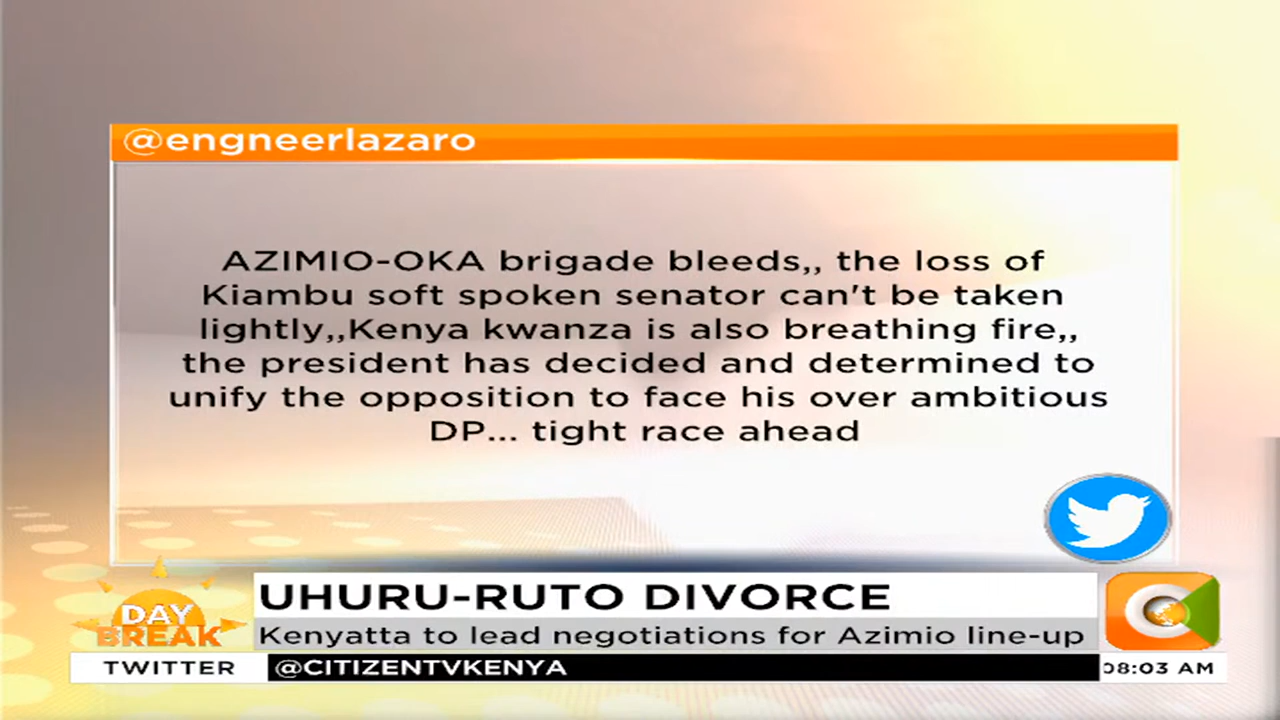 @engneerlazaro
AZIMIO-OKA brigade bleeds,, the loss of
Kiambu soft spoken senator can't be taken
lightly,,Kenya kwanza is also breathing fire,,
the president has decided and determined to
unify the opposition to face his over ambitious
DP... tight race ahead
DAY
BREAK
UHURU-RUTO DIVORCE
Kenyatta to lead negotiations for Azimio line-up
TWITTER
@CITIZENTVKENYA
08:03 AM